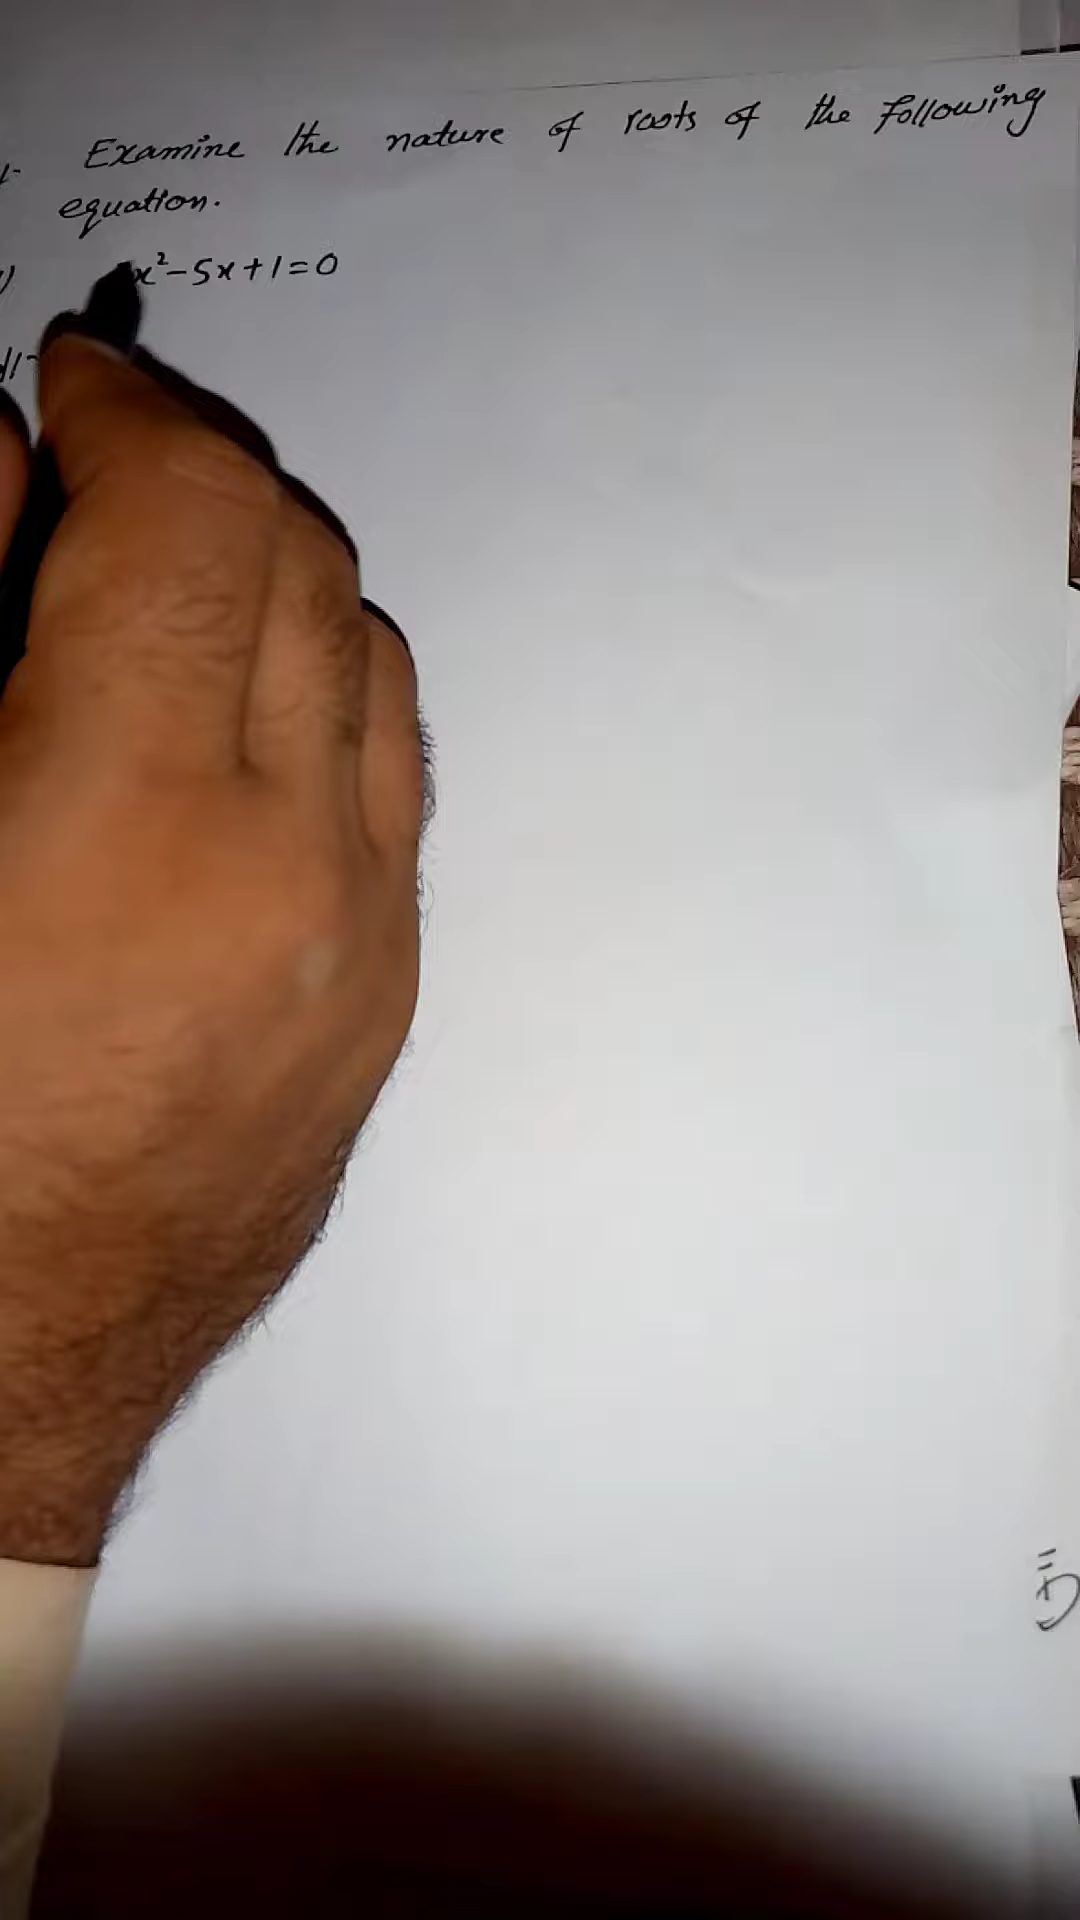 Examine the nature of roots of the following
equation.
x²-5x+1=0